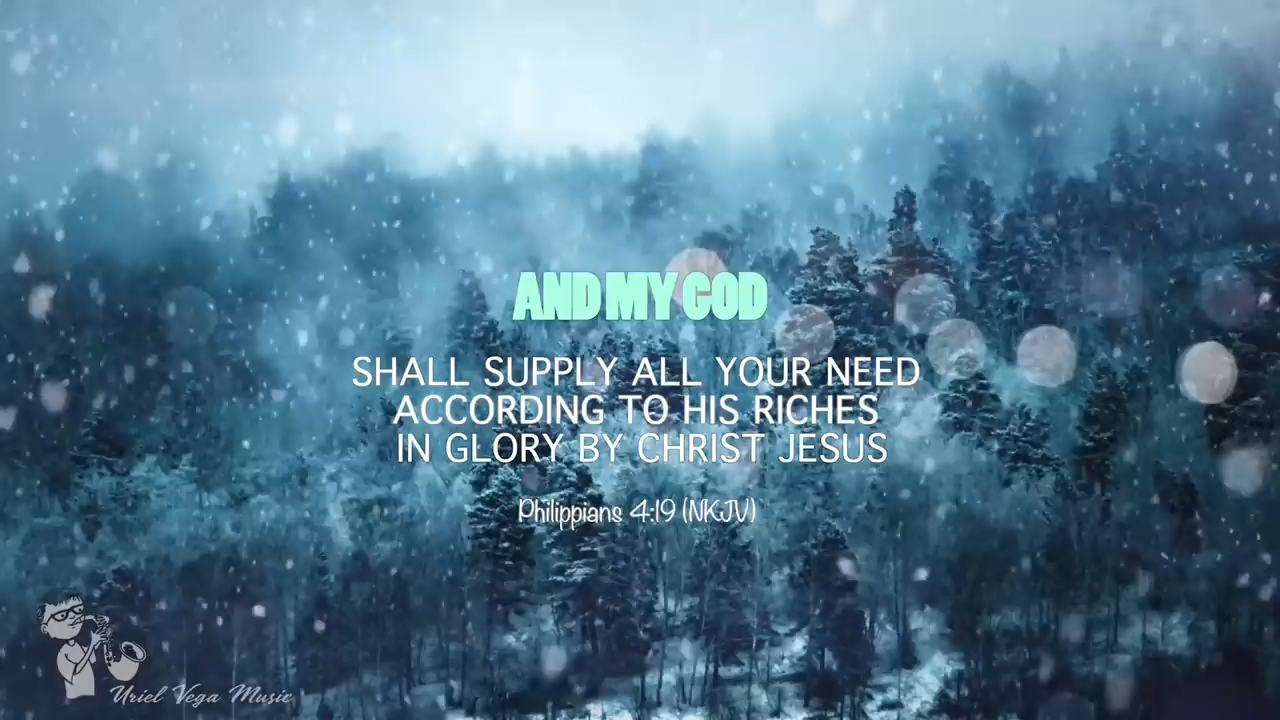 AND MY GOD
SHALL SUPPLY ALL YOUR NEED
ACCORDING TO HIS RICHES
IN GLORY BY CHRIST JESUS
Philippians 4:19 (NKJV)
Uriel Vega Music